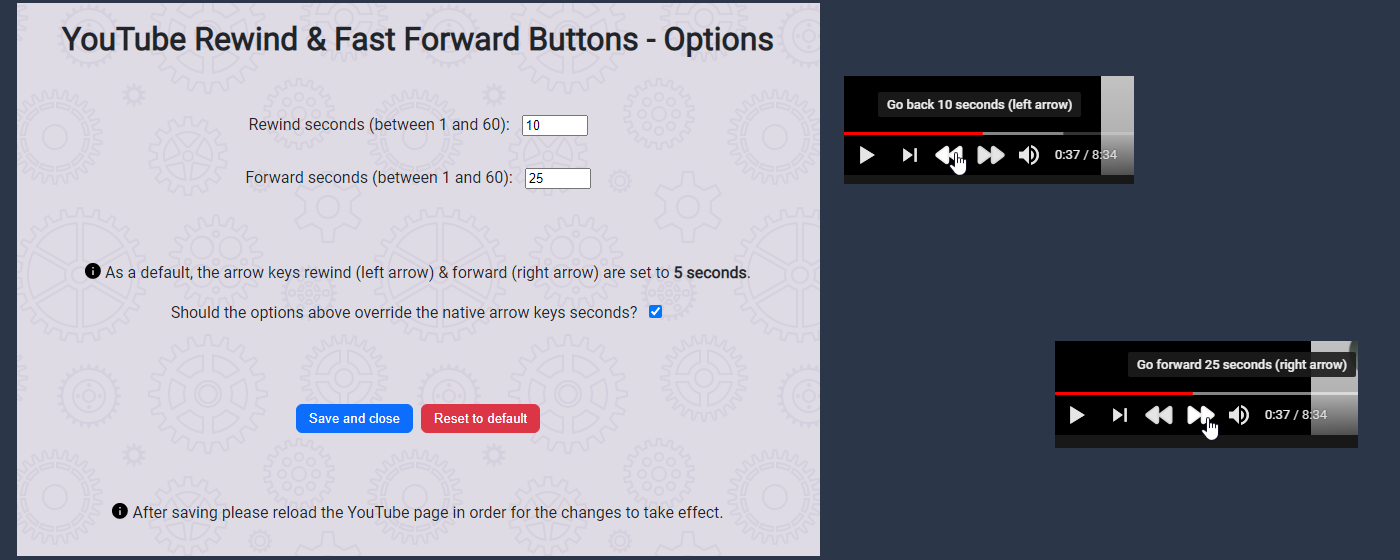 YouTube Rewind & Fast Forward Buttons - Options
Rewind seconds (between 1 and 60): 10
Forward seconds (between 1 and 60): 25
As a default, the arrow keys rewind (left arrow) & forward (right arrow) are set to 5 seconds.
Should the options above override the native arrow keys seconds?
Save and close
Reset to default
After saving please reload the YouTube page in order for the changes to take effect.
Go back 10 seconds (left arrow)
0:37 / 8:34
Go forward 25 seconds (right arrow)
0:37 / 8:34